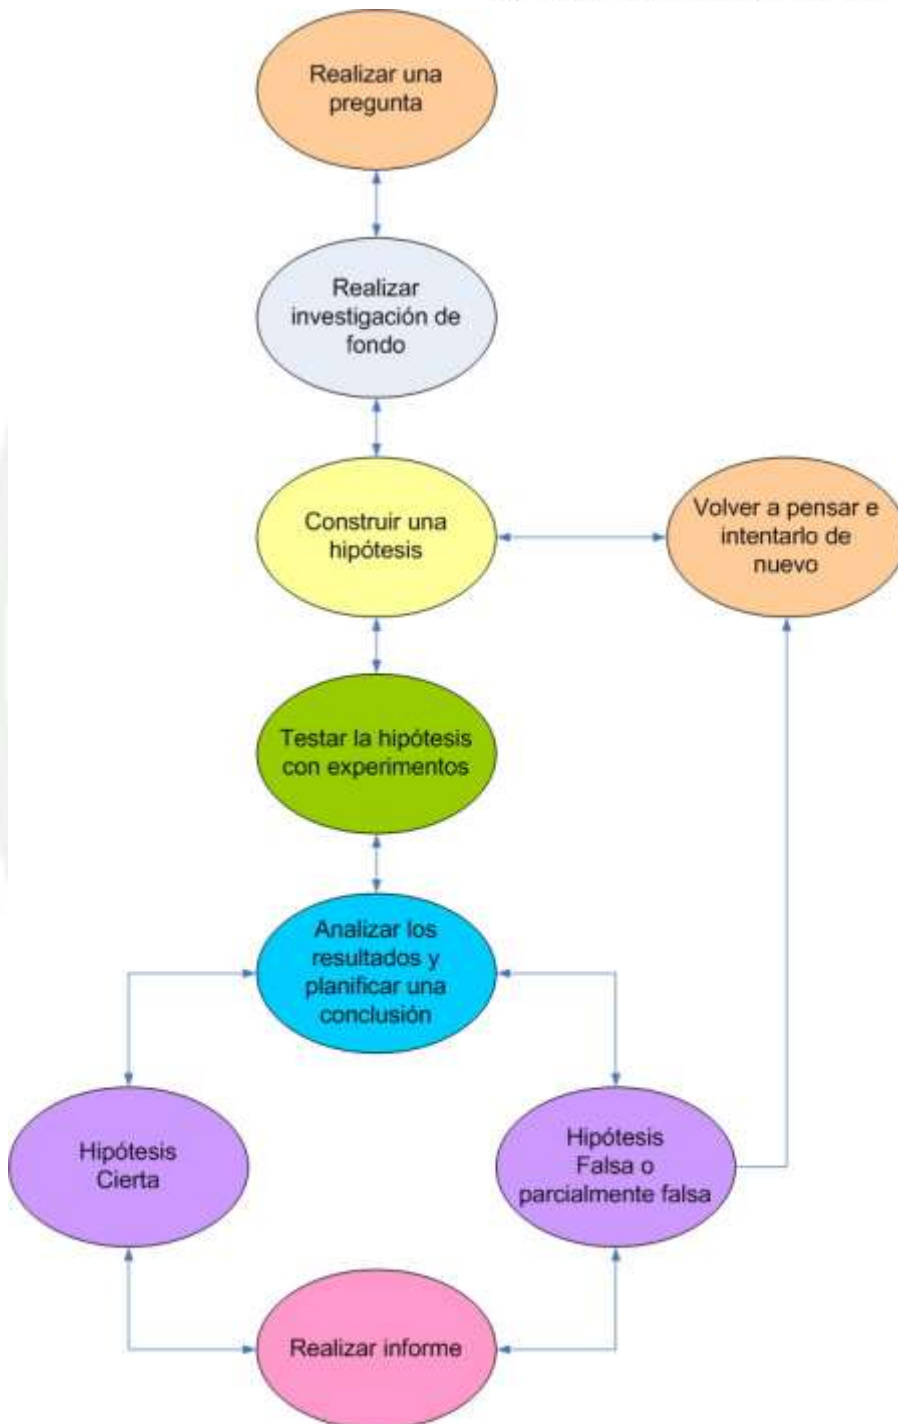 Realizar una
pregunta
Realizar
investigación de
fondo
Construir una
hipótesis
Volver a pensar e
intentarlo de
nuevo
Testar la hipótesis
con experimentos
Analizar los
resultados y
planificar una
conclusión
Hipótesis
Cierta
Hipótesis
Falsa o
parcialmente falsa
Realizar informe